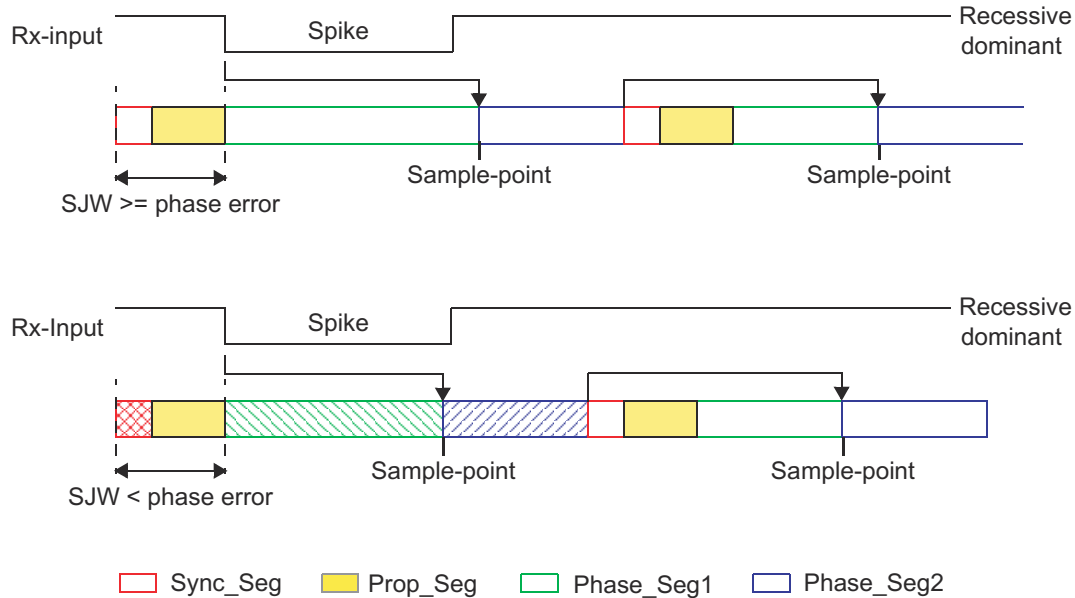 Rx-input
Spike
Recessive
dominant
Sample-point
Sample-point
SJW >= phase error
Rx-Input
Spike
Recessive
dominant
Sample-point
Sample-point
SJW < phase error
Sync_Seg
Prop_Seg
Phase_Seg1
Phase_Seg2